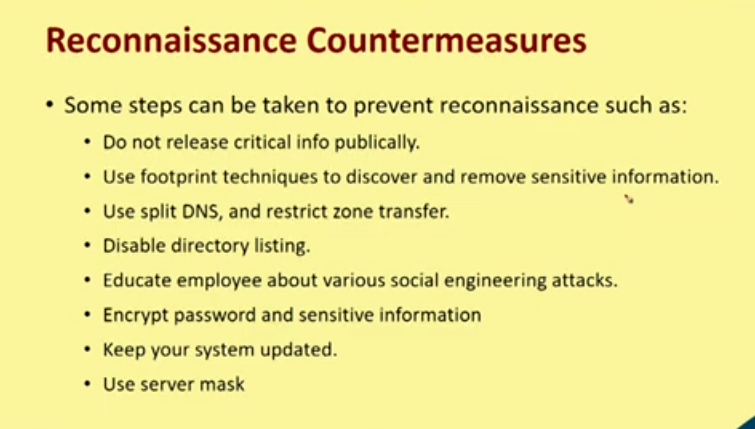 Reconnaissance Countermeasures
• Some steps can be taken to prevent reconnaissance such as:
• Do not release critical info publically.
• Use footprint techniques to discover and remove sensitive information.
• Use split DNS, and restrict zone transfer.
• Disable directory listing.
• Educate employee about various social engineering attacks.
• Encrypt password and sensitive information
• Keep your system updated.
• Use server mask